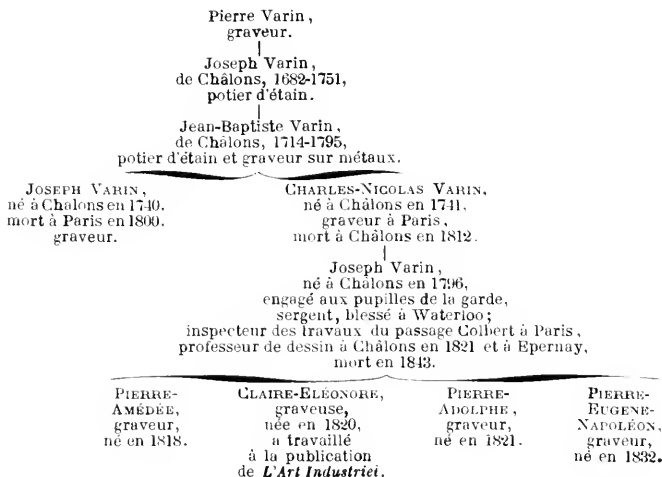 Pierre Varin,
graveur.
Joseph Varin,
de Châlons, 1682-1751,
potier d'étain.
Jean-Baptiste Varin,
de Châlons, 1714-1795,
potier d'étain et graveur sur métaux.
JOSEPH VARIN,
né à Chalons en 1740.
mort à Paris en 1800.
graveur.
CHARLES-NICOLAS VARIN,
né à Châlons en 1741,
graveur à Paris,
mort à Châlons en 1812.
Joseph Varin,
né à Châlons en 1796,
engagé aux pupilles de la garde,
sergent, blessé à Waterloo;
inspecteur des travaux du passage Colbert à Paris,
professeur de dessin à Châlons en 1821 et à Epernay,
mort en 1843.
PIERRE-
AMÉDÉE,
graveur,
né en 1818.
CLAIRE-ELÉONORE,
graveuse,
née en 1820,
a travaillé
à la publication
de L'Art Industriel.
PIERRE-
ADOLPHE,
graveur,
né en 1821.
PIERRE-
EUGENE-
NAPOLÉON,
graveur,
né en 1832.